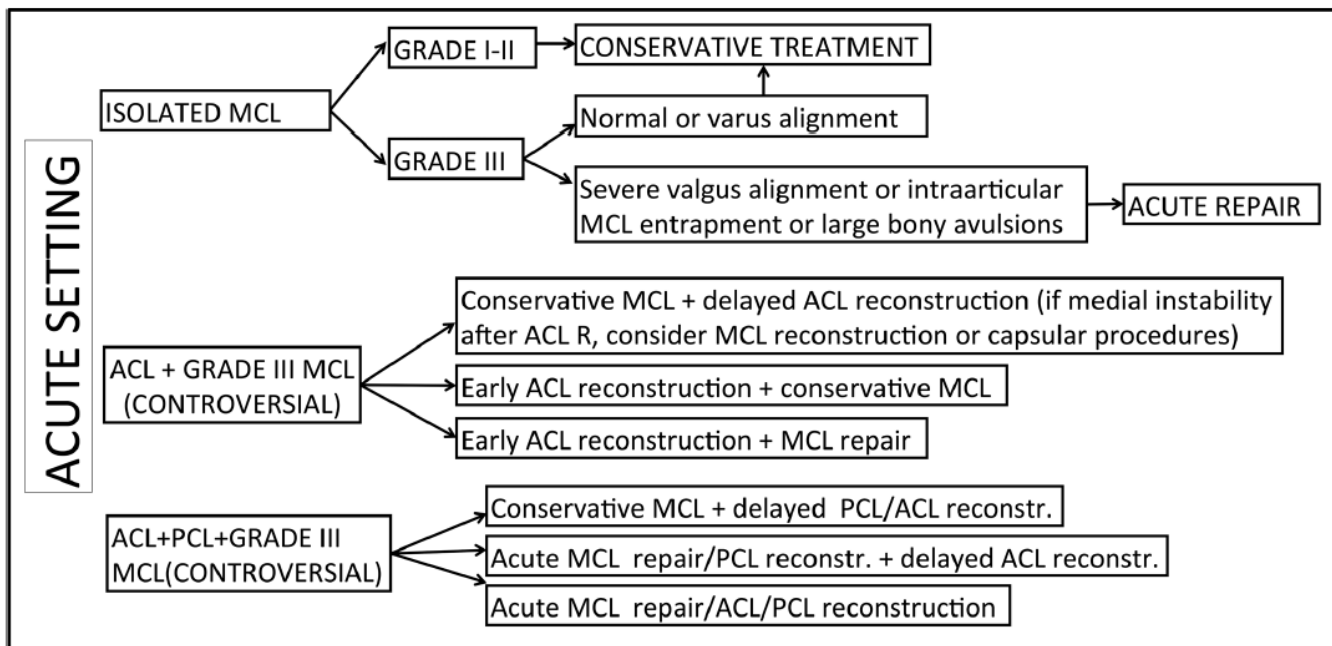 ACUTE SETTING
ISOLATED MCL
GRADE I-II
CONSERVATIVE TREATMENT
GRADE III
Normal or varus alignment
Severe valgus alignment or intraarticular
MCL entrapment or large bony avulsions
ACUTE REPAIR
ACL + GRADE III MCL
(CONTROVERSIAL)
Conservative MCL + delayed ACL reconstruction (if medial instability
after ACL R, consider MCL reconstruction or capsular procedures)
Early ACL reconstruction + conservative MCL
Early ACL reconstruction + MCL repair
ACL+PCL+GRADE III
MCL(CONTROVERSIAL)
Conservative MCL + delayed PCL/ACL reconstr.
Acute MCL repair/PCL reconstr. + delayed ACL reconstr.
Acute MCL repair/ACL/PCL reconstruction